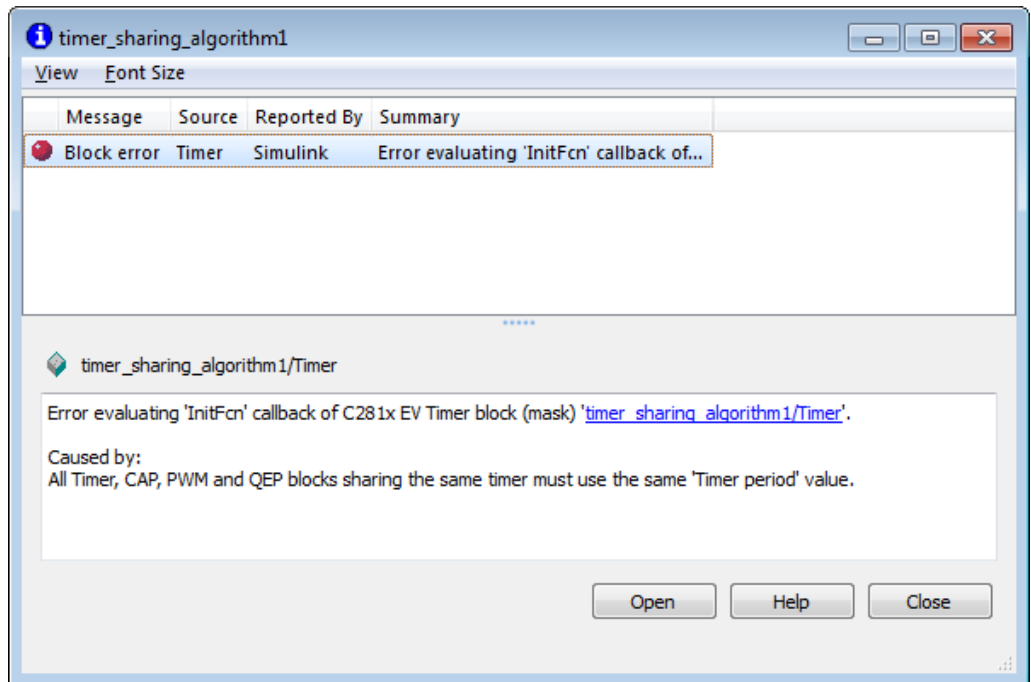 timer_sharing_algorithm1
View Font Size
Message Source Reported By Summary
Block error Timer Simulink Error evaluating 'InitFcn' callback of...
timer_sharing_algorithm1/Timer
Error evaluating 'InitFcn' callback of C281x EV Timer block (mask) 'timer_sharing_algorithm1/Timer'.
Caused by:
All Timer, CAP, PWM and QEP blocks sharing the same timer must use the same 'Timer period' value.
Open Help Close